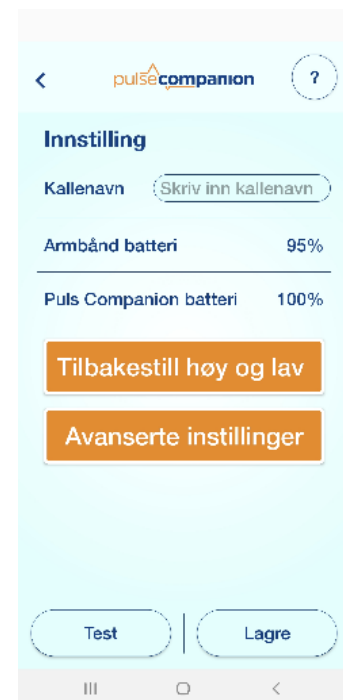 pulsecompanion
?
Innstilling
Kallenavn Skriv inn kallenavn
Armbånd batteri 95%
Puls Companion batteri 100%
Tilbakestill høy og lav
Avanserte instillinger
Test Lagre